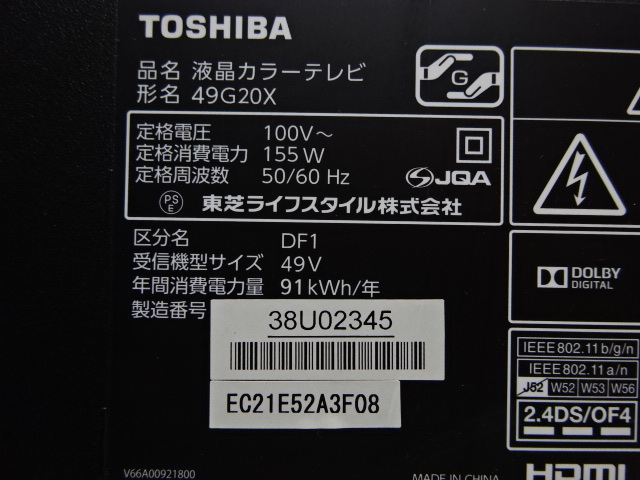 TOSHIBA
品名 液晶カラーテレビ
形名 49G20X
G
定格電圧 100V～
定格消費電力 155W
定格周波数 50/60 Hz
JQA
PS
E
東芝ライフスタイル株式会社
区分名 DF1
受信機型サイズ 49V
年間消費電力量 91kWh/年
製造番号
38U02345
EC21E52A3F08
DOLBY
DIGITAL
IEEE802.11b/g/n
IEEE802.11a/n
J52 W52 W53 W56
2.4DS/OF4
V66A00921800
MADE IN CHINA
HDMI